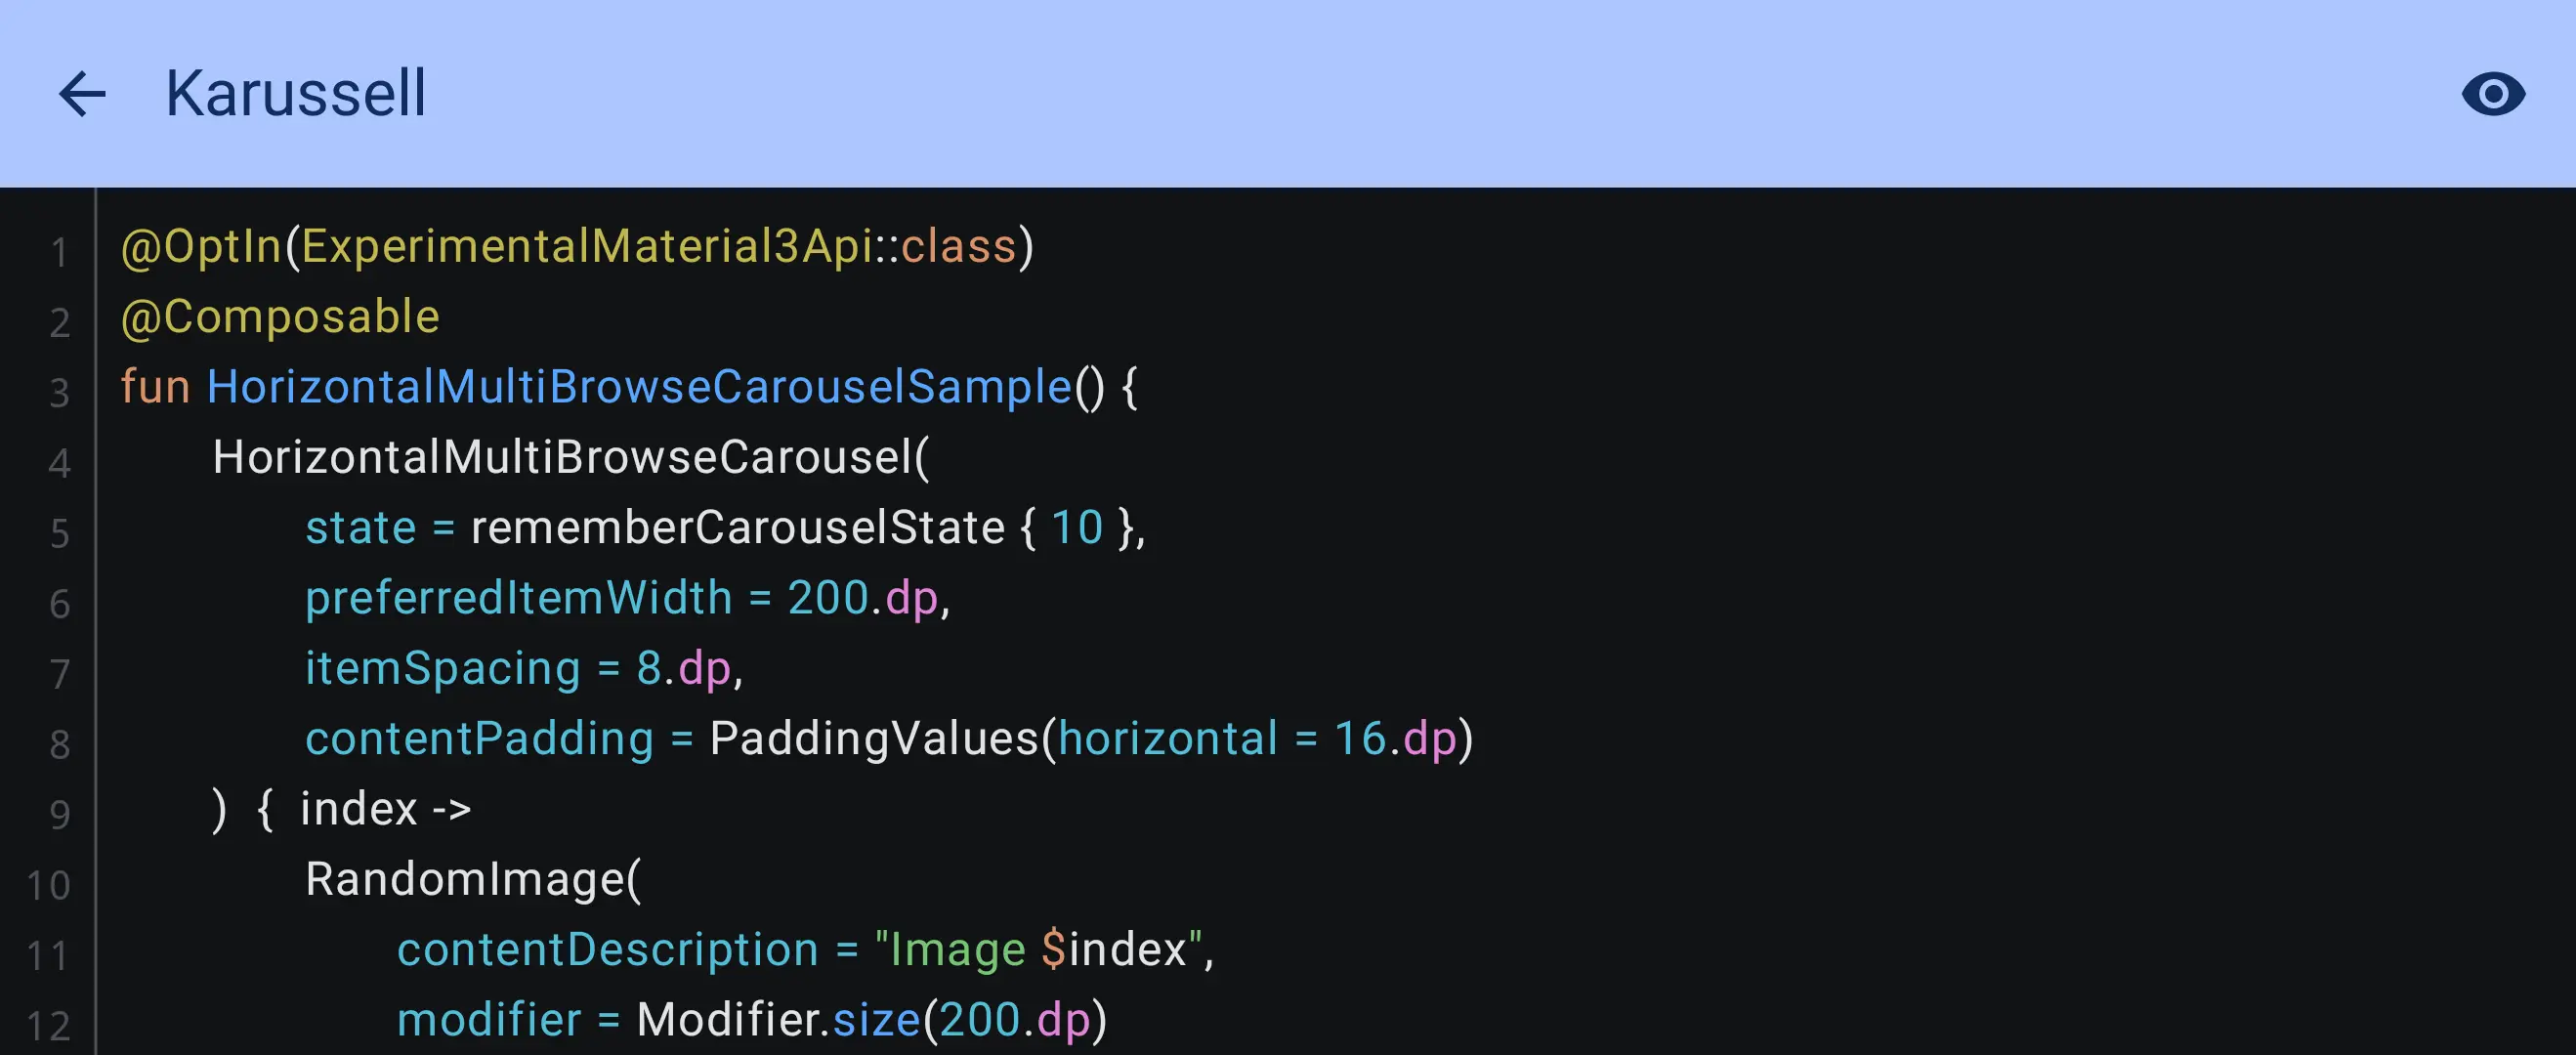 Karussell
1 @OptIn(ExperimentalMaterial3Api::class)
2 @Composable
3 fun HorizontalMultiBrowseCarouselSample() {
4     HorizontalMultiBrowseCarousel(
5         state = rememberCarouselState { 10 },
6         preferredItemWidth = 200.dp,
7         itemSpacing = 8.dp,
8         contentPadding = PaddingValues(horizontal = 16.dp)
9     ) { index ->
10         RandomImage(
11             contentDescription = "Image $index",
12             modifier = Modifier.size(200.dp)